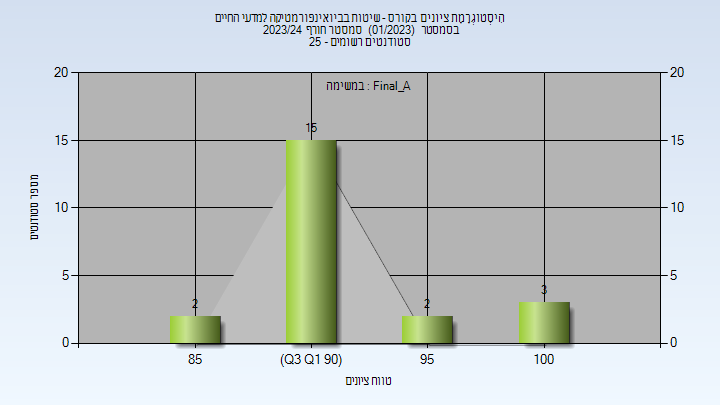 היסטוגרמת ציונים בקורס - שיטות בביואינפורמטיקה למדעי החיים
בסמסטר (01/2023) סמסטר חורף 2023/24
סטודנטים רשומים - 25
במשימה : Final_A
20
15
10
5
0
20
15
10
5
0
2
15
2
3
85
(Q3 Q1 90)
95
100
מספר סטודנטים
טווח ציונים